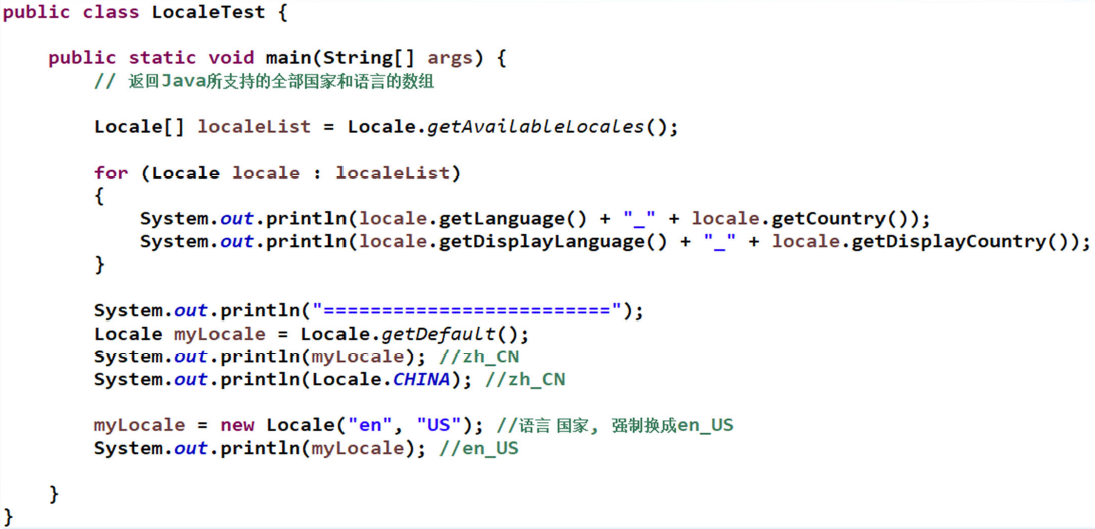 public class LocaleTest {
public static void main(String[] args) {
// 返回Java所支持的全部国家和语言的数组
Locale[] localeList = Locale.getAvailableLocales();
for (Locale locale : localeList)
{
System.out.println(locale.getLanguage() + "_" + locale.getCountry());
System.out.println(locale.getDisplayLanguage() + "_" + locale.getDisplayCountry());
}
System.out.println("=========================");
Locale myLocale = Locale.getDefault();
System.out.println(myLocale); //zh_CN
System.out.println(Locale.CHINA); //zh_CN
myLocale = new Locale("en", "US"); //语言 国家, 强制换成en_US
System.out.println(myLocale); //en_US
}
}